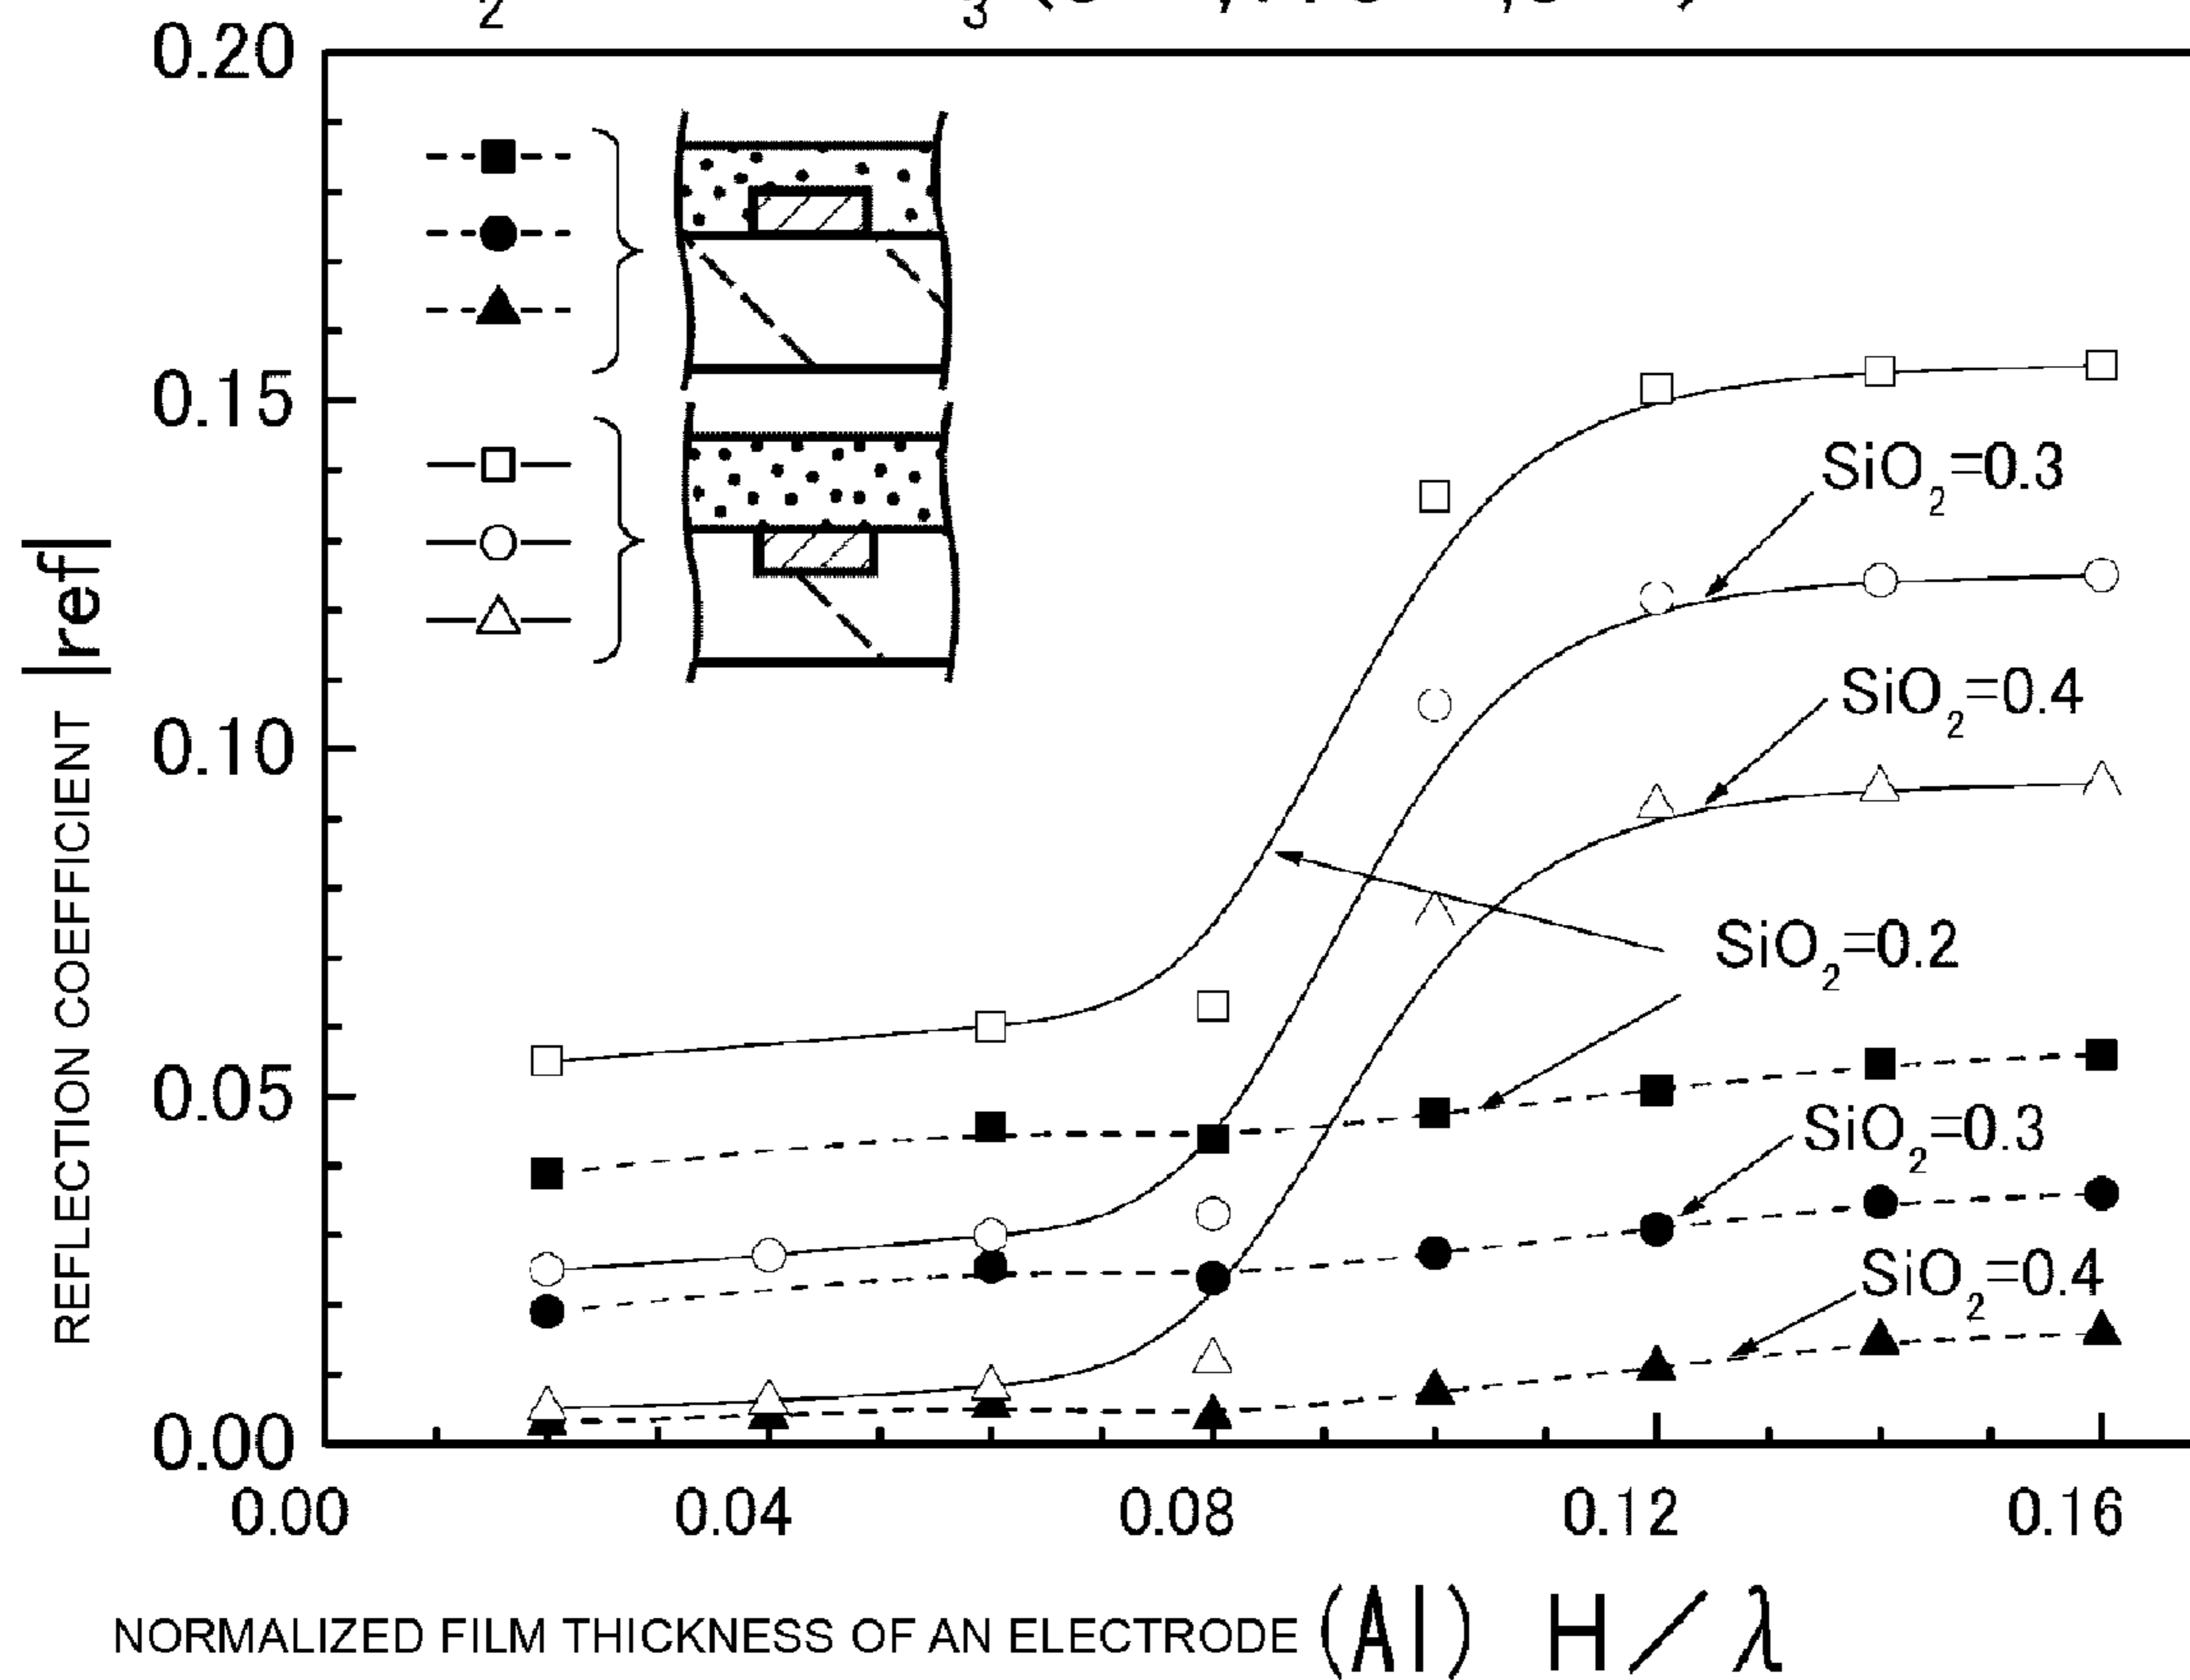 0.20
0.15
0.10
0.05
0.00
REFLECTION COEFFICIENT |ref|
SiO2=0.3
SiO2=0.4
SiO2=0.2
SiO2=0.3
SiO2=0.4
0.00 0.04 0.08 0.12 0.16
NORMALIZED FILM THICKNESS OF AN ELECTRODE (Al) H/λ